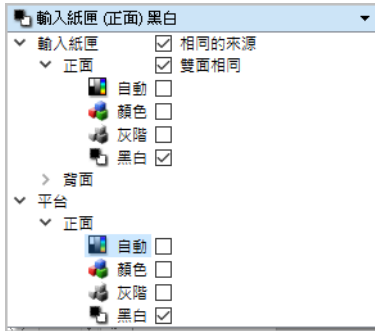 輸入紙匣 (正面) 黑白
輸入紙匣 相同的來源
正面 雙面相同
自動
顏色
灰階
黑白
背面
平台
正面
自動
顏色
灰階
黑白